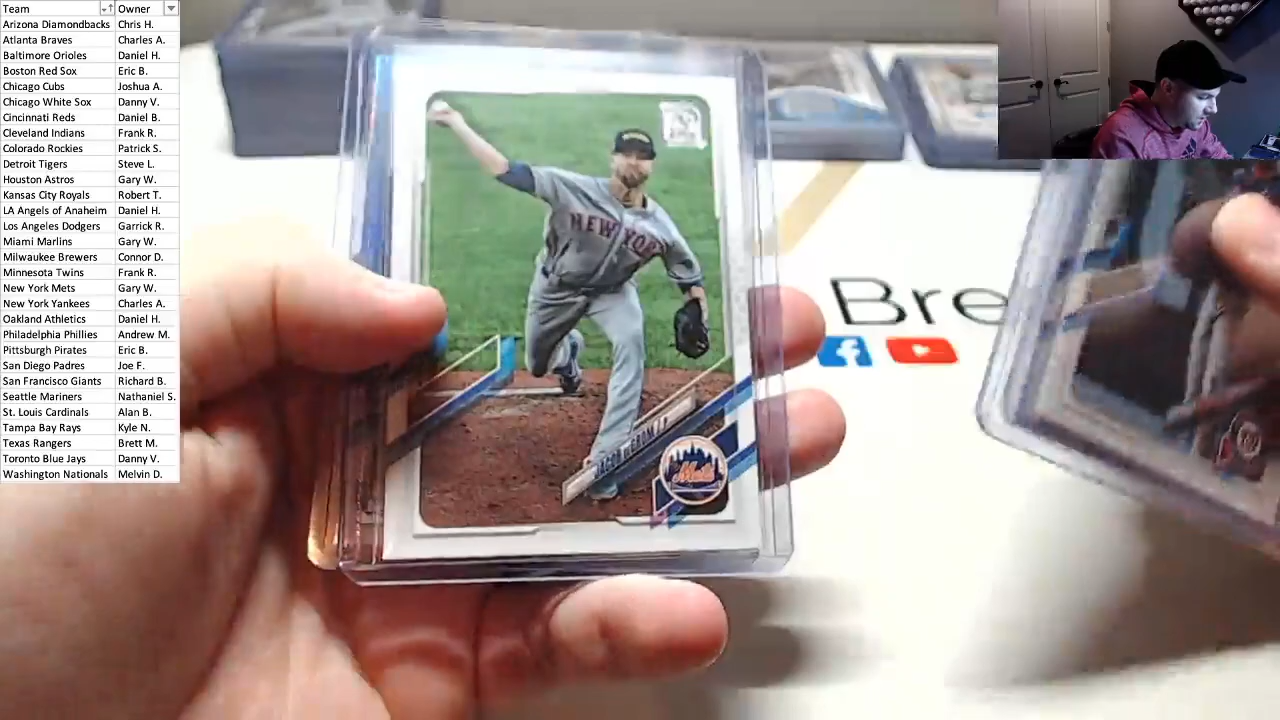 Team Owner
Arizona Diamondbacks Chris H.
Atlanta Braves Charles A.
Baltimore Orioles Daniel H.
Boston Red Sox Eric B.
Chicago Cubs Joshua A.
Chicago White Sox Danny V.
Cincinnati Reds Daniel B.
Cleveland Indians Frank R.
Colorado Rockies Patrick S.
Detroit Tigers Steve L.
Houston Astros Gary W.
Kansas City Royals Robert T.
LA Angels of Anaheim Daniel H.
Los Angeles Dodgers Garrick R.
Miami Marlins Gary W.
Milwaukee Brewers Connor D.
Minnesota Twins Frank R.
New York Mets Gary W.
New York Yankees Charles A.
Oakland Athletics Daniel H.
Philadelphia Phillies Andrew M.
Pittsburgh Pirates Eric B.
San Diego Padres Joe F.
San Francisco Giants Richard B.
Seattle Mariners Nathaniel S.
St. Louis Cardinals Alan B.
Tampa Bay Rays Kyle N.
Texas Rangers Brett M.
Toronto Blue Jays Danny V.
Washington Nationals Melvin D.
NEW YORK
JACOB deGROM / P
Mets
Bre